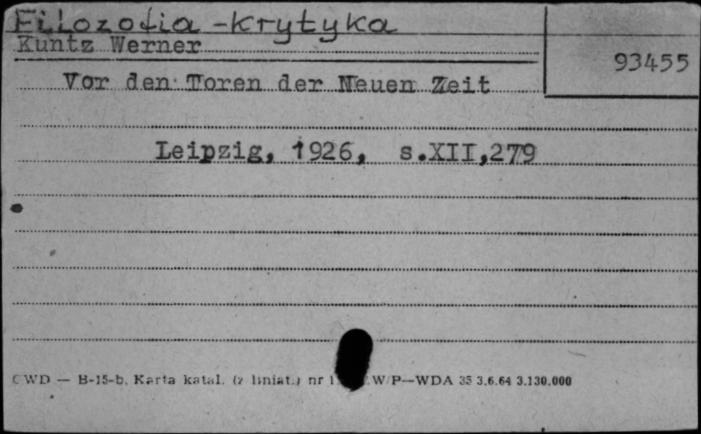 Filozofia - krytyka
Kuntz Werner
93455
Vor den Toren der Neuen Zeit
Leipzig, 1926, s.XII,279
CWD — B-15-b. Karta katal. (z liniat.) nr W/P—WDA 35 3.6.64 3.130.000